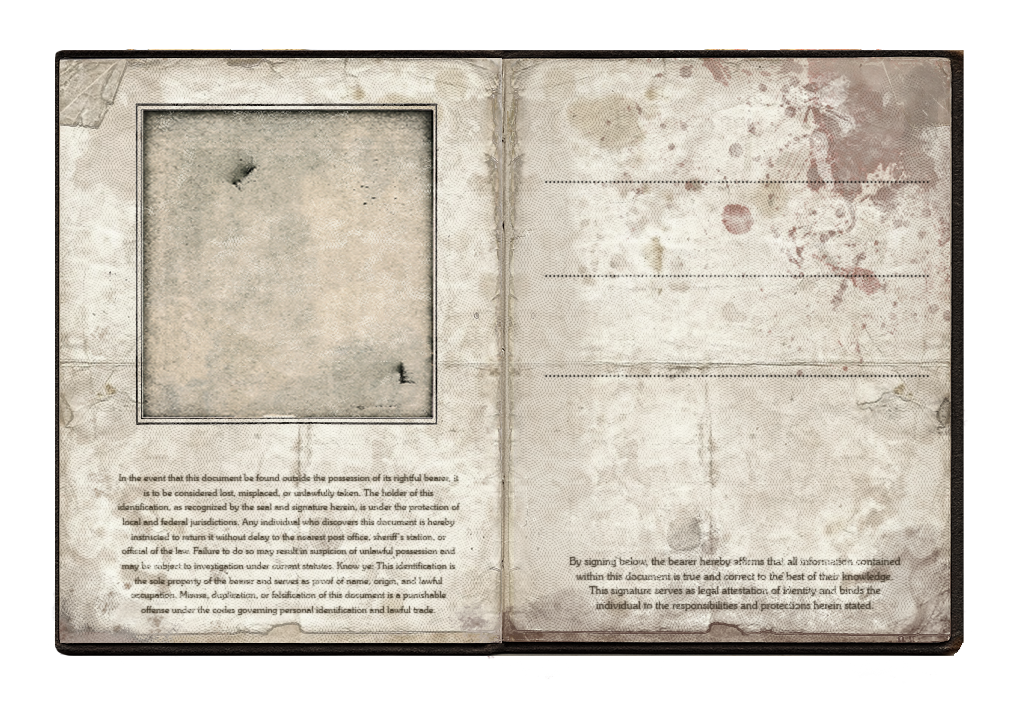 In the event that this document be found outside the possession of its rightful bearer, it
is to be considered lost, misplaced, or unlawfully taken. The holder of this
identification, as recognized by the seal and signature herein, is under the protection of
local and federal jurisdictions. Any individual who discovers this document is hereby
instructed to return it without delay to the nearest post office, sheriff's station, or
official of the law. Failure to do so may result in suspicion of unlawful possession and
may be subject to investigation under current statutes. Know ye: This identification is
the sole property of the bearer and serves as proof of name, origin, and lawful
occupation. Misuse, duplication, or falsification of this document is a punishable
offense under the codes governing personal identification and lawful trade.
By signing below, the bearer hereby affirms that all information contained
within this document is true and correct to the best of their knowledge.
This signature serves as legal attestation of identity and binds the
individual to the responsibilities and protections herein stated.